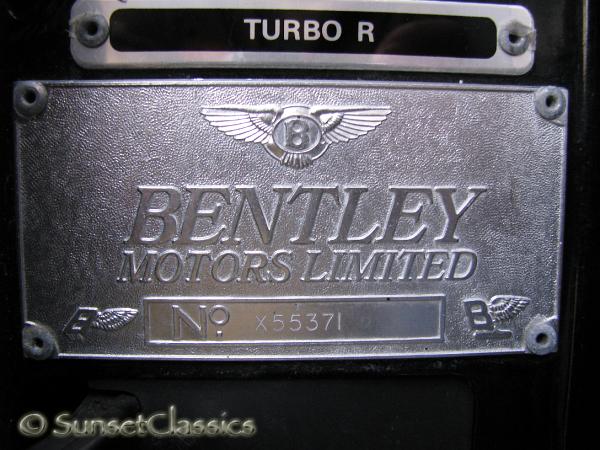 TURBO R
B
BENTLEY
MOTORS LIMITED
B Nº X55371 B
© SunsetClassics